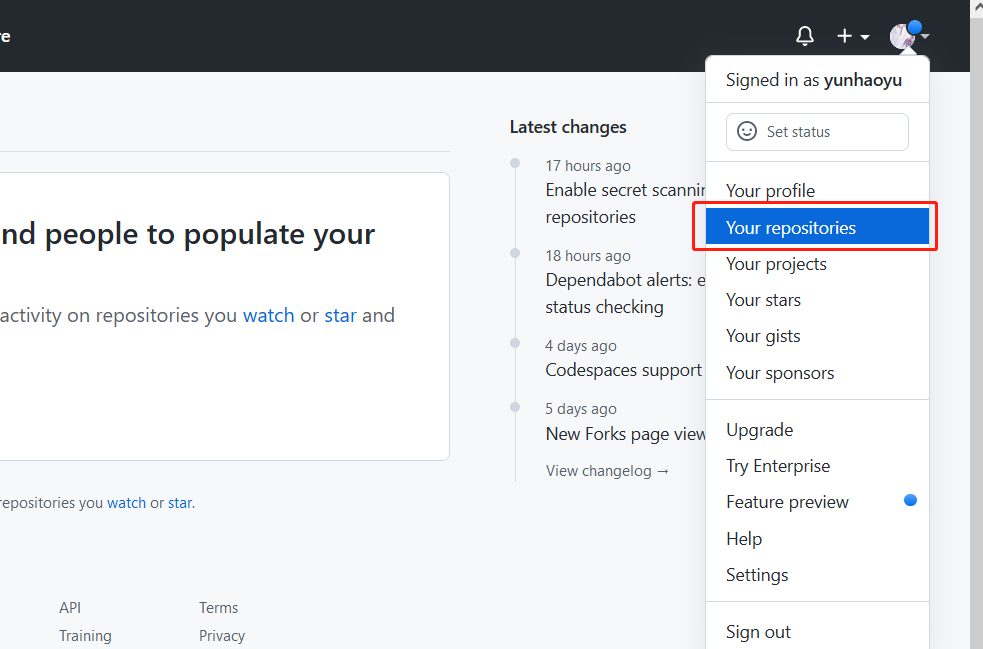 re
Signed in as yunhaoyu
Set status
Your profile
Your repositories
Your projects
Your stars
Your gists
Your sponsors
Upgrade
Try Enterprise
Feature preview
Help
Settings
Sign out
nd people to populate your
activity on repositories you watch or star and
repositories you watch or star.
Latest changes
17 hours ago
Enable secret scannin
repositories
18 hours ago
Dependabot alerts: e
status checking
4 days ago
Codespaces support
5 days ago
New Forks page view
View changelog →
API
Terms
Training
Privacy